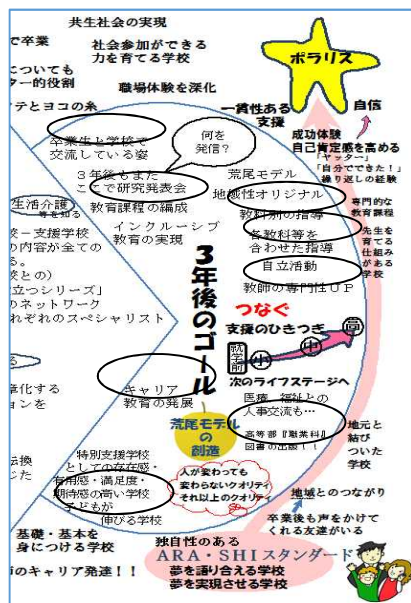 共生社会の実現
で卒業
社会参加ができる
力を育てる学校
についても
ター的役割
職場体験を深化
テとヨコの糸
ポラリス
一貫性ある
支援
自信
成功体験
自己肯定感を高める
「ヤッター」
「自分でできた!」
繰り返しの経験
卒業生と学校で
交流している姿
何を
発信?
3年後もまた
ここで研究発表会
教育課程の編成
荒尾モデル
地域性オリジナル
教科別の指導
各教科等を
合わせた指導
自立活動
教師の専門性UP
専門的な
教育課程
先生を
育てる
仕組み
がある
学校
生活介護
等を知る
インクルーシブ
教育の実現
校-支援学校
の内容が全ての
る。
校との)
立つシリーズ」
のネットワーク
れぞれのスペシャリスト
3年後のゴール
つなぐ
支援のひきつぎ
就学前
小
中
高
次のライフステージへ
医療、福祉との
人事交流も…
高等部『職業科』
図書の出版!!
る
キャリア
教育の発展
準化する
ションを
荒尾モデル
の
創造
地元と
結び
ついた
学校
特別支援学校
としての存在感・
有用感・満足度・
期待感の高い学校
子どもが
伸びる学校
転換
じた
人が変わっても
変わらないクオリティ
それ以上のクオリティ
地域とのつながり
卒業後も声をかけて
くれる友達がいる
基礎・基本を
身につける学校
独自性のある
ARA・SHIスタンダード
のキャリア発達!!
夢を語り合える学校
夢を実現させる学校